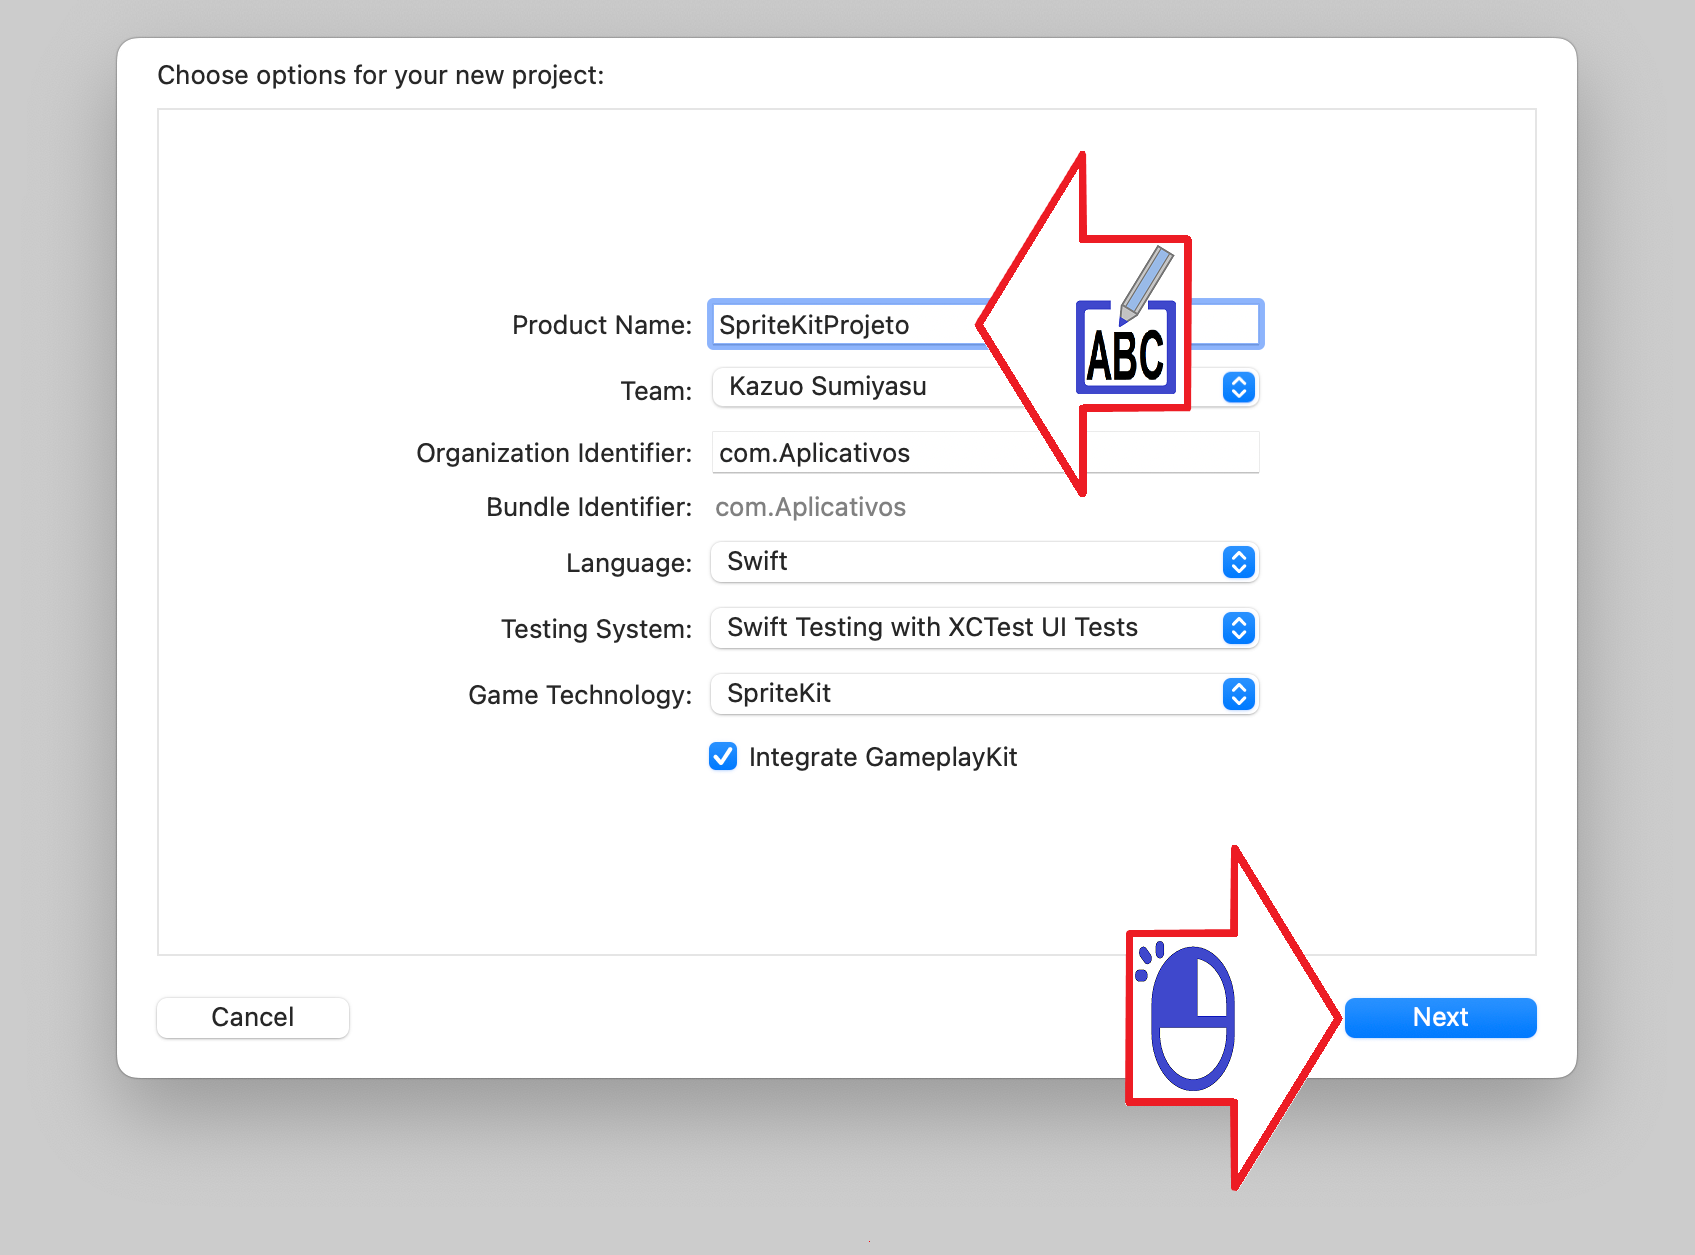 Choose options for your new project:
Product Name: SpriteKitProjeto
ABC
Team: Kazuo Sumiyasu
Organization Identifier: com.Aplicativos
Bundle Identifier: com.Aplicativos
Language: Swift
Testing System: Swift Testing with XCTest UI Tests
Game Technology: SpriteKit
Integrate GameplayKit
Cancel
Next